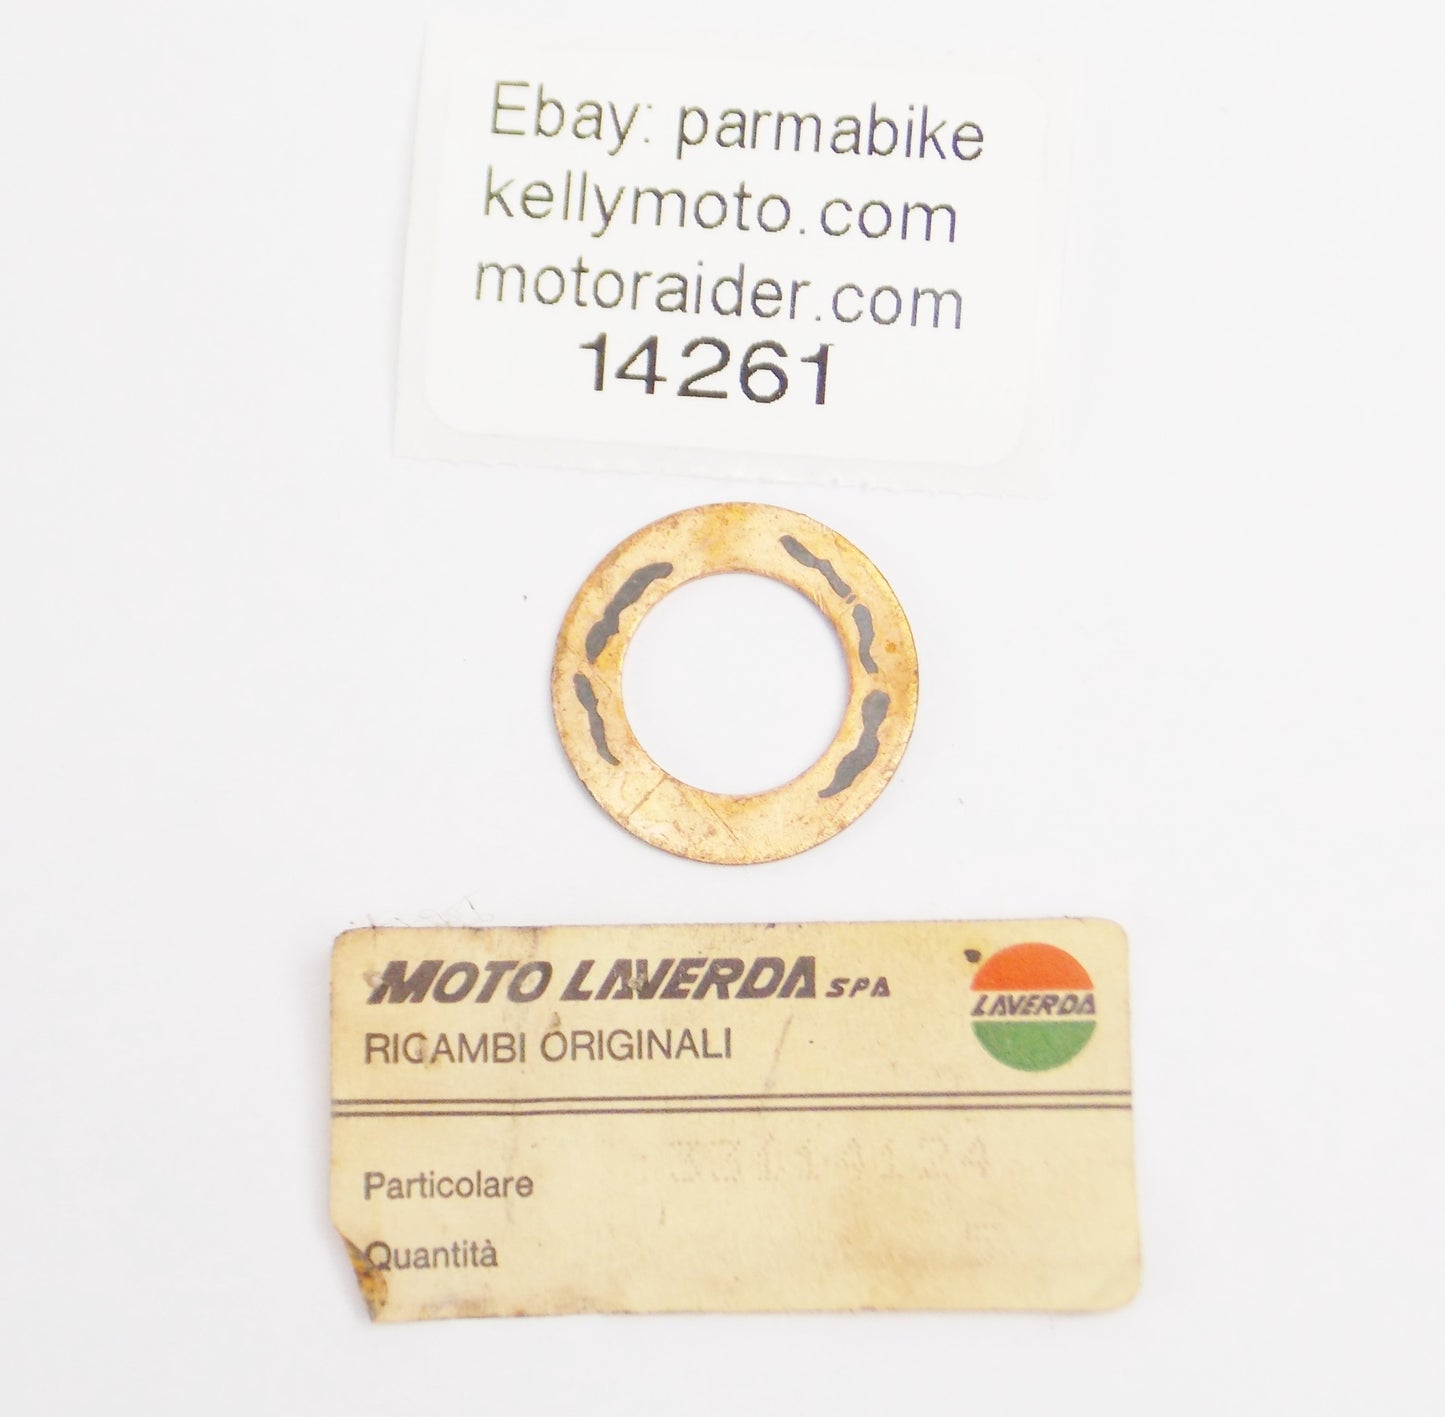 Ebay: parmabike
kellymoto.com
motoraider.com
14261
MOTO LAVERDA SPA
LAVERDA
RICAMBI ORIGINALI
Particolare
Quantità